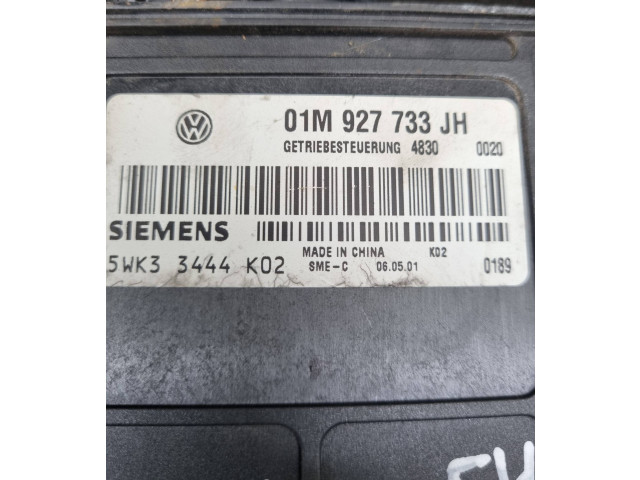 01M 927 733 JH
GETRIEBESTEUERUNG 4830 0020
SIEMENS
MADE IN CHINA K02
5WK3 3444 K02 SME-C 06.05.01 0189